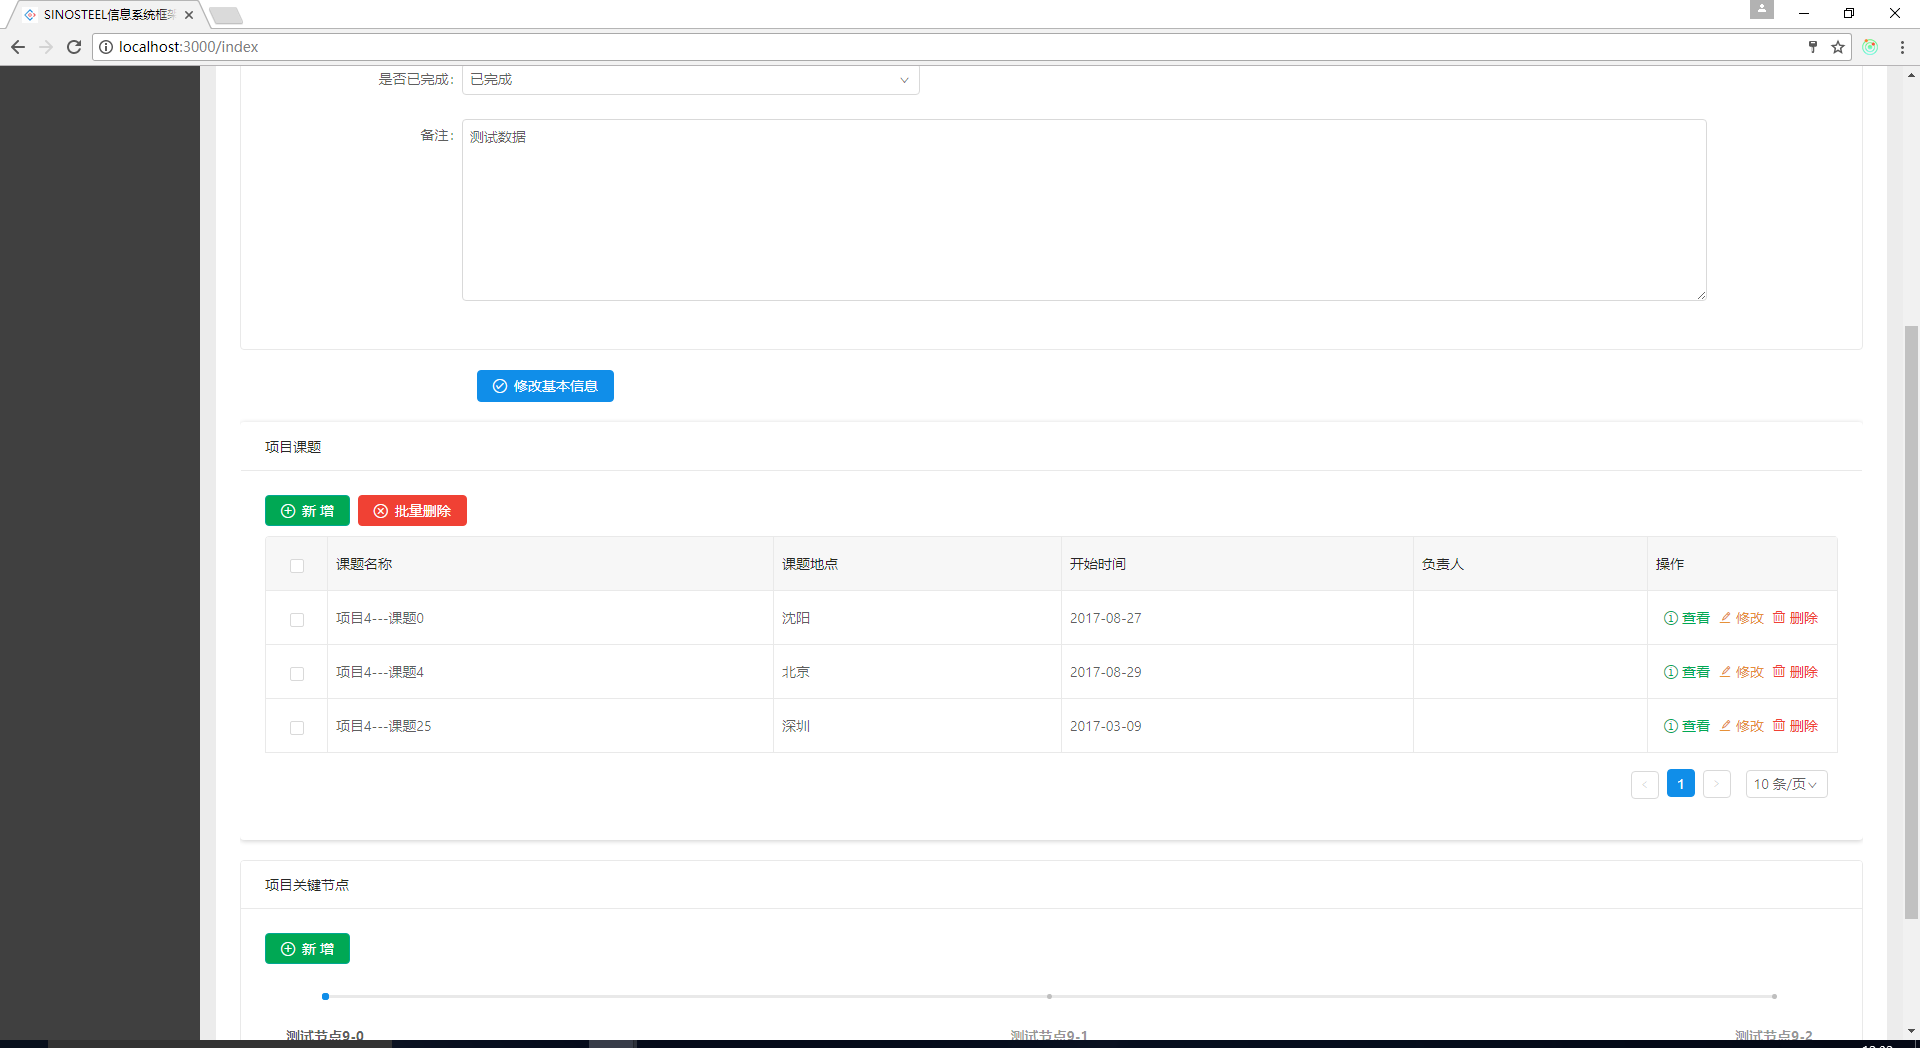 SINOSTEEL信息系统框架
localhost:3000/index
是否已完成: 已完成
备注: 测试数据
修改基本信息
项目课题
新 增 批量删除
课题名称 课题地点 开始时间 负责人 操作
项目4---课题0 沈阳 2017-08-27 查看 修改 删除
项目4---课题4 北京 2017-08-29 查看 修改 删除
项目4---课题25 深圳 2017-03-09 查看 修改 删除
1 10 条/页
项目关键节点
新 增
测试节点9-0 测试节点9-1 测试节点9-2